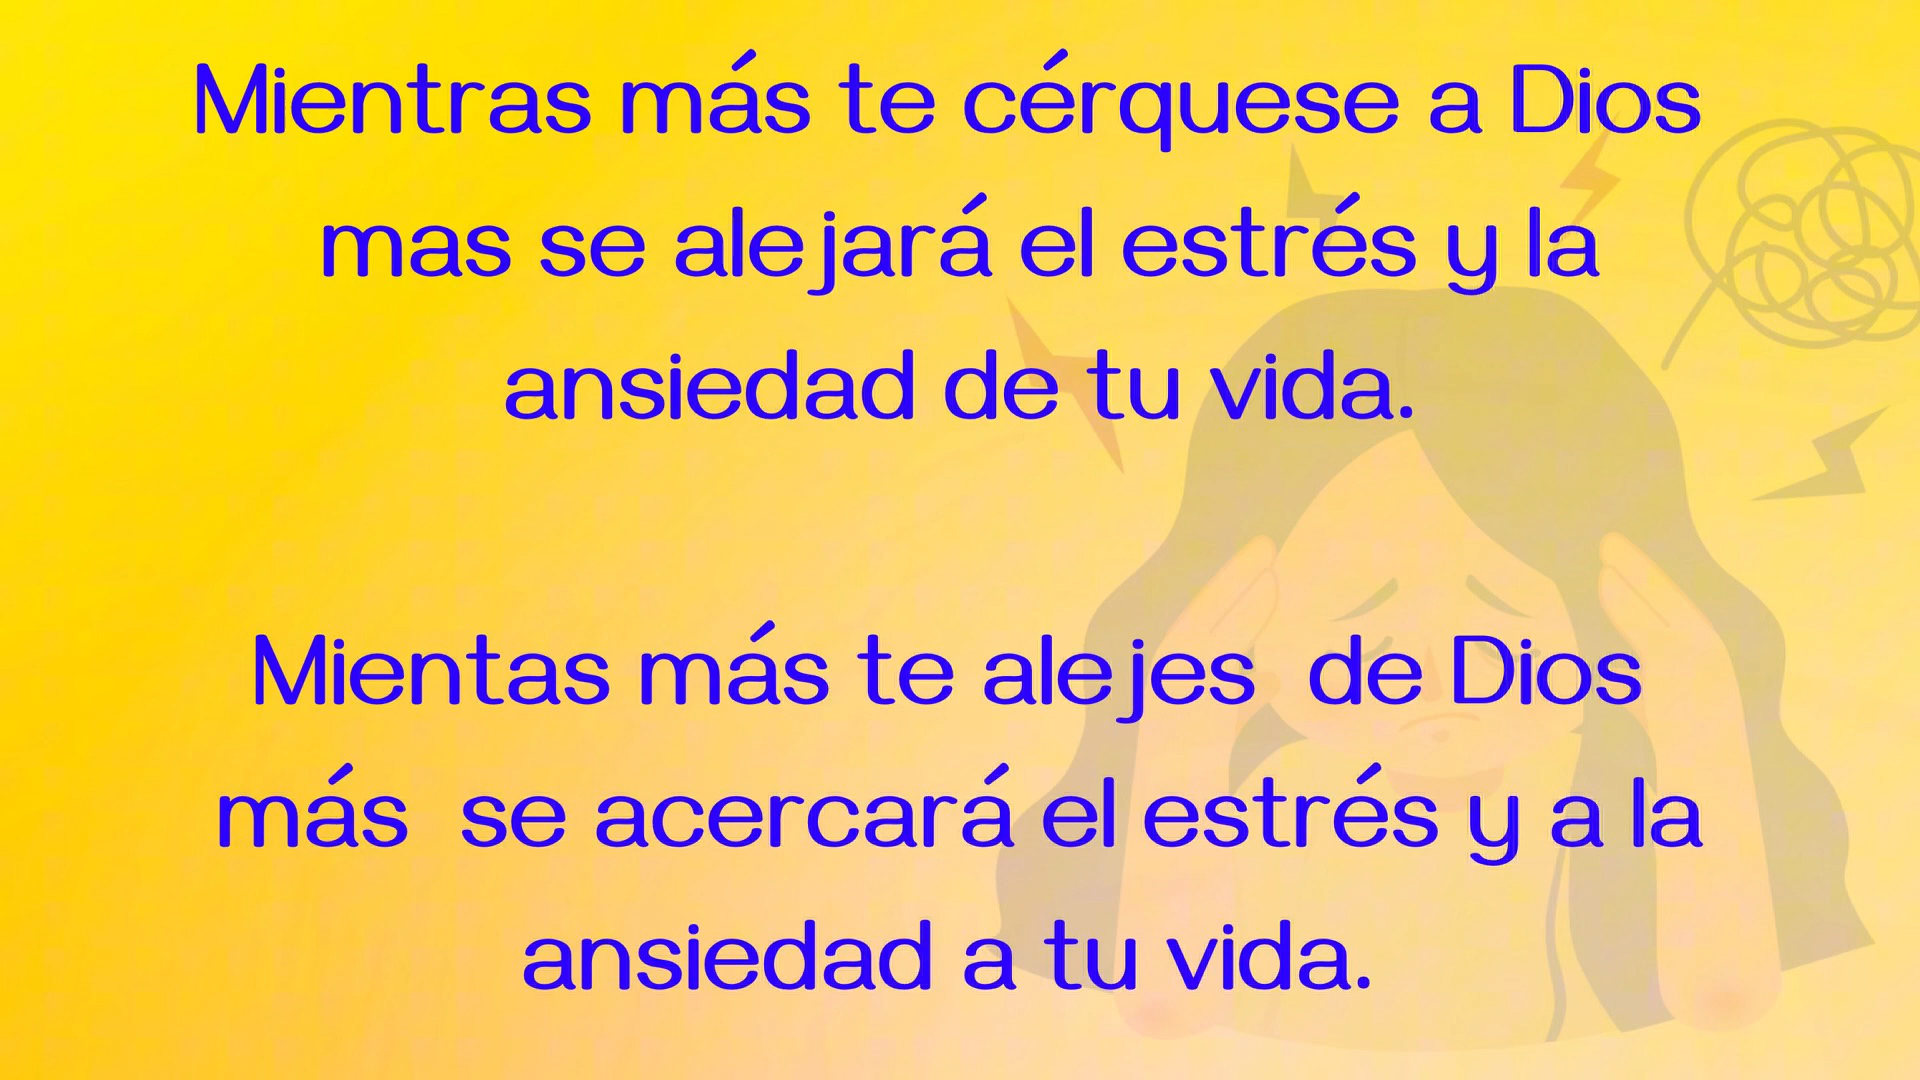 Mientras más te cérquese a Dios
mas se alejará el estrés y la
ansiedad de tu vida.
Mientas más te alejes de Dios
más se acercará el estrés y a la
ansiedad a tu vida.